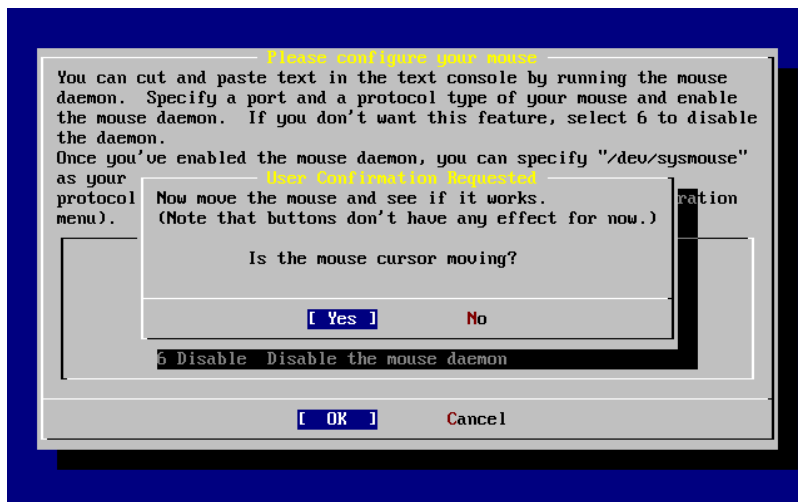 Please configure your mouse
You can cut and paste text in the text console by running the mouse
daemon.  Specify a port and a protocol type of your mouse and enable
the mouse daemon.  If you don't want this feature, select 6 to disable
the daemon.
Once you've enabled the mouse daemon, you can specify "/dev/sysmouse"
as your
protocol ration
menu).
User Confirmation Requested
Now move the mouse and see if it works.
(Note that buttons don't have any effect for now.)
Is the mouse cursor moving?
[ Yes ]    No
6 Disable  Disable the mouse daemon
[  OK  ]    Cancel